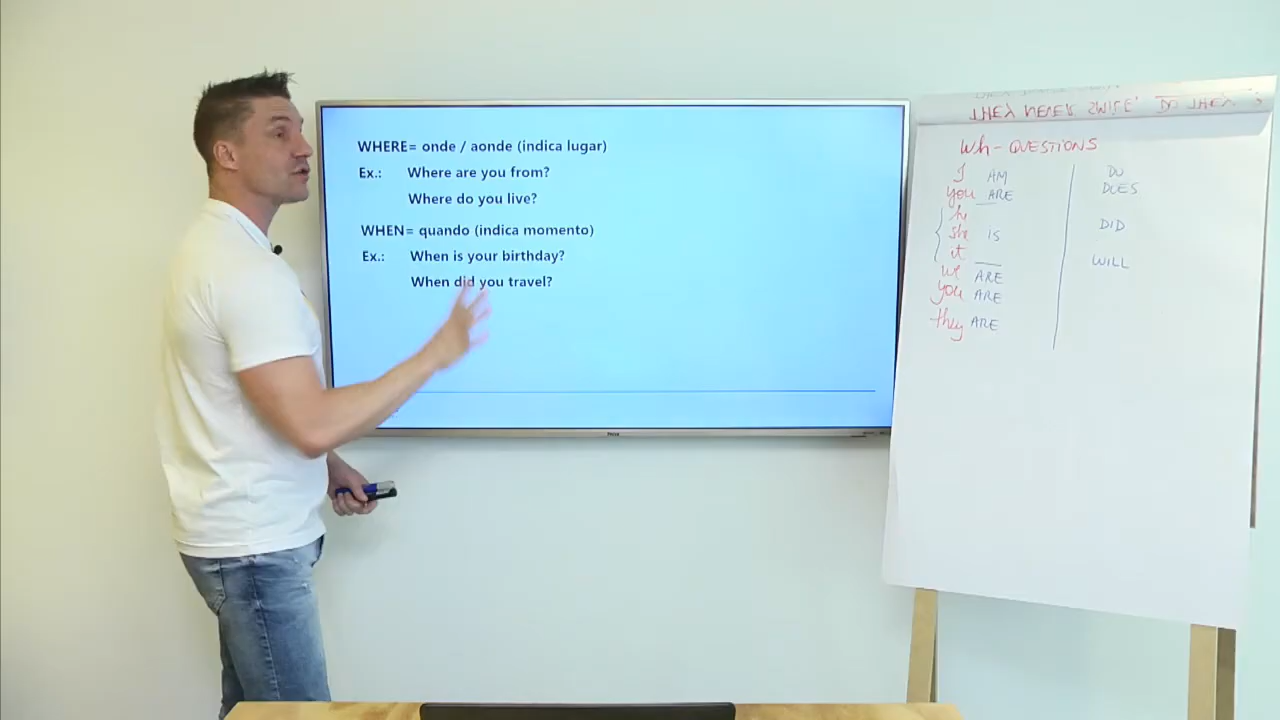 WHERE= onde / aonde (indica lugar)
Ex.: Where are you from?
Where do you live?
WHEN= quando (indica momento)
Ex.: When is your birthday?
When did you travel?
Wh-QUESTIONS
I AM
you ARE
he
she IS
it
we ARE
you ARE
they ARE
DO
DOES
DID
WILL